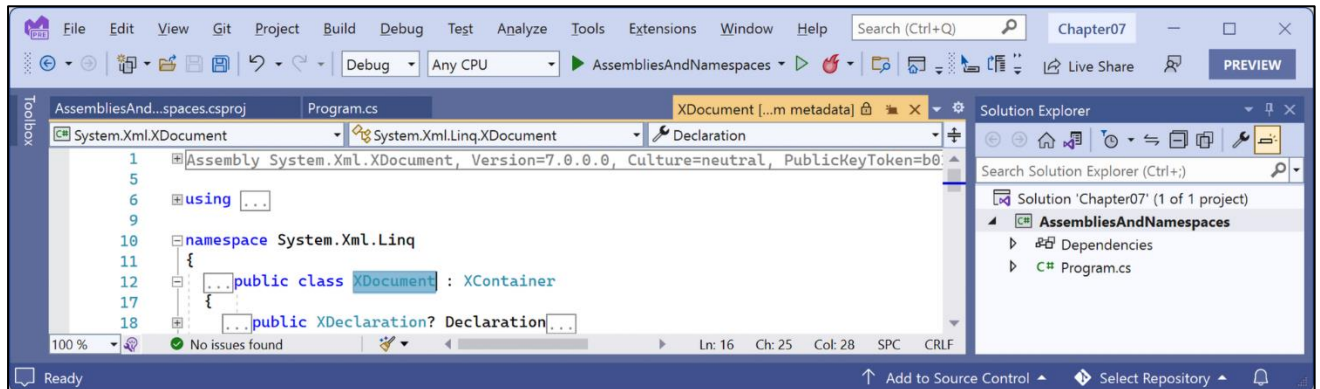 PRE File Edit View Git Project Build Debug Test Analyze Tools Extensions Window Help Search (Ctrl+Q) Chapter07
Debug Any CPU AssembliesAndNamespaces Live Share PREVIEW
Toolbox
AssembliesAnd...spaces.csproj Program.cs XDocument [...m metadata]
C# System.Xml.XDocument System.Xml.Linq.XDocument Declaration
1 Assembly System.Xml.XDocument, Version=7.0.0.0, Culture=neutral, PublicKeyToken=
5
6 using ...
9
10 namespace System.Xml.Linq
11 {
12 ...public class XDocument : XContainer
17 {
18 ...public XDeclaration? Declaration...
100 % No issues found Ln: 16 Ch: 25 Col: 28 SPC CRLF
Solution Explorer
Search Solution Explorer (Ctrl+;)
Solution 'Chapter07' (1 of 1 project)
C# AssembliesAndNamespaces
Dependencies
C# Program.cs
Ready Add to Source Control Select Repository